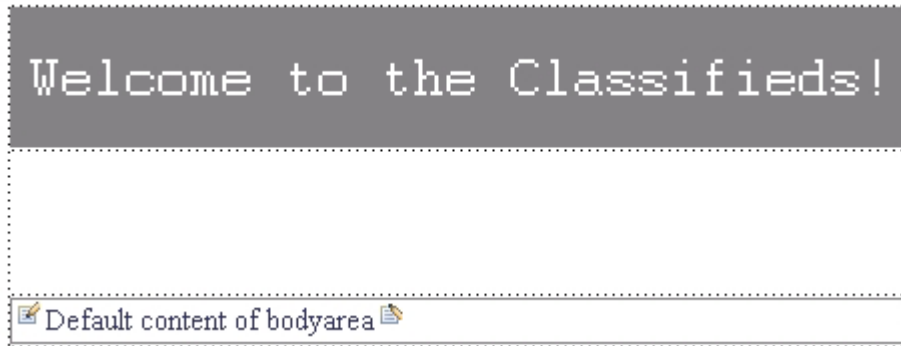 Welcome to the Classifieds!
Default content of bodyarea